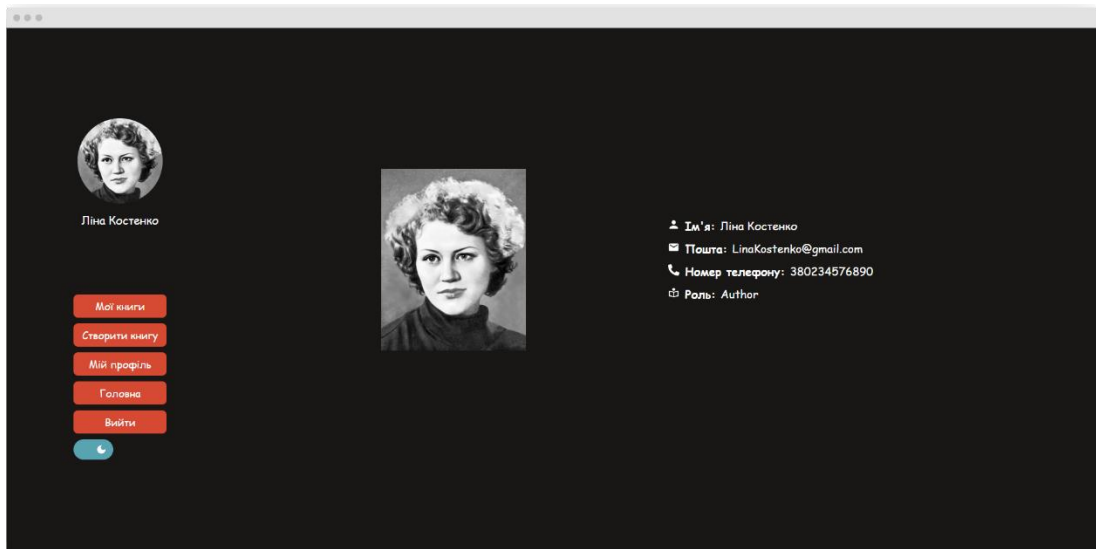 Ліна Костенко
Мої книги
Створити книгу
Мій профіль
Головна
Вийти
Ім'я: Ліна Костенко
Пошта: LinaKostenko@gmail.com
Номер телефону: 380234576890
Роль: Author